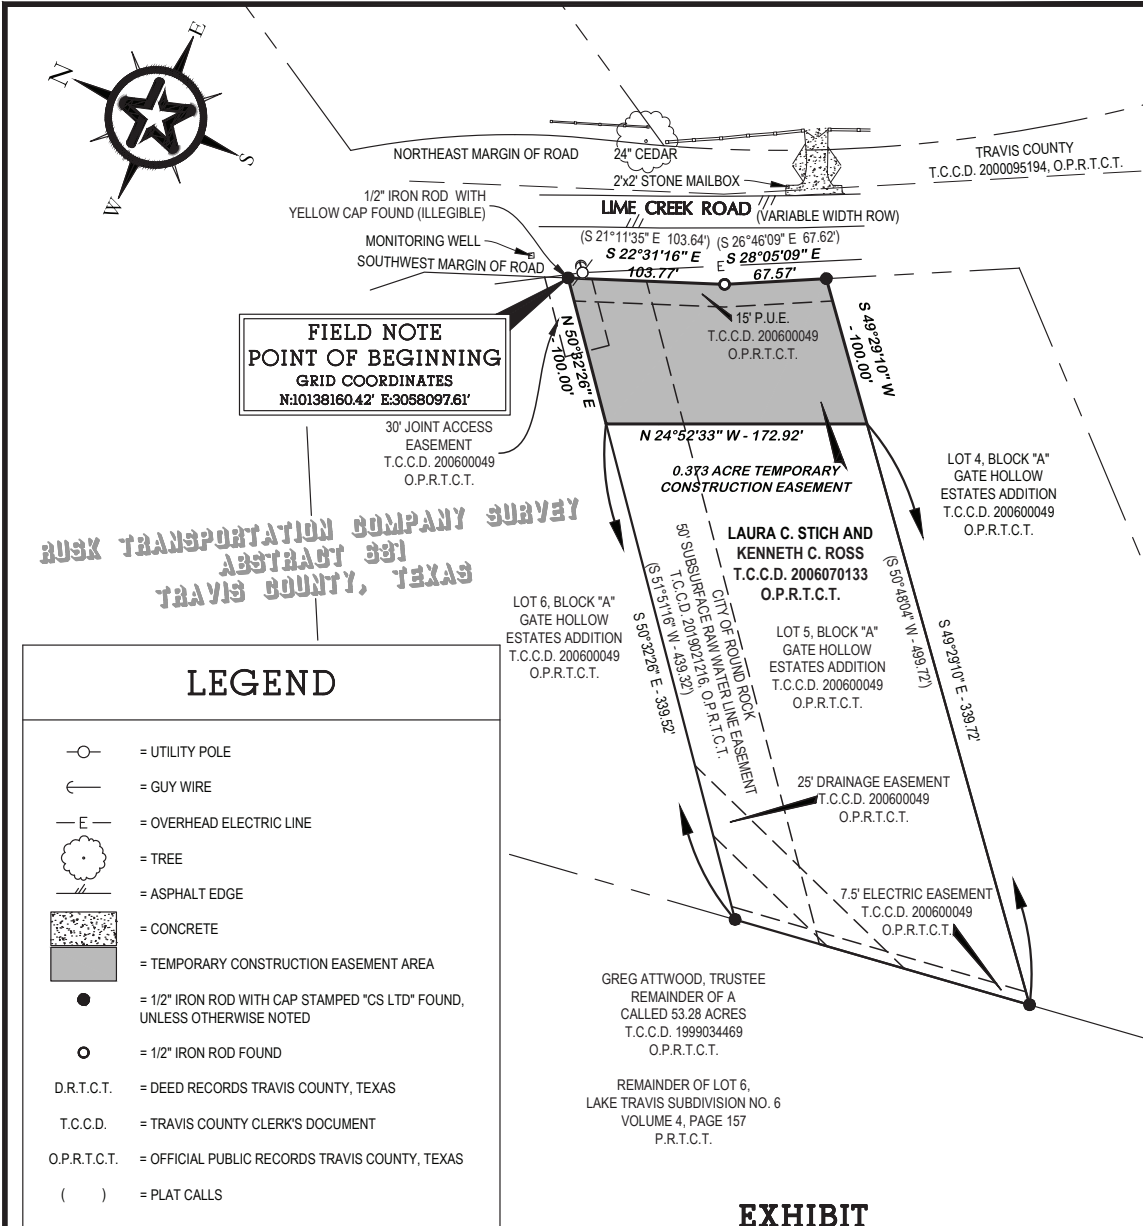 N
E
S
W
NORTHEAST MARGIN OF ROAD
24" CEDAR
TRAVIS COUNTY
T.C.C.D. 2000095194, O.P.R.T.C.T.
2'x2' STONE MAILBOX
1/2" IRON ROD WITH
YELLOW CAP FOUND (ILLEGIBLE)
LIME CREEK ROAD (VARIABLE WIDTH ROW)
MONITORING WELL
(S 21°11'35" E 103.64') (S 26°46'09" E 67.62')
S 22°31'16" E
103.77'
E
S 28°05'09" E
67.57'
SOUTHWEST MARGIN OF ROAD
FIELD NOTE
POINT OF BEGINNING
GRID COORDINATES
N:10138160.42' E:3058097.61'
N 50°32'26" E
- 100.00'
15' P.U.E.
T.C.C.D. 200600049
O.P.R.T.C.T.
S 49°29'10" W
- 100.00'
30' JOINT ACCESS
EASEMENT
T.C.C.D. 200600049
O.P.R.T.C.T.
N 24°52'33" W - 172.92'
0.373 ACRE TEMPORARY
CONSTRUCTION EASEMENT
LOT 4, BLOCK "A"
GATE HOLLOW
ESTATES ADDITION
T.C.C.D. 200600049
O.P.R.T.C.T.
RUSK TRANSPORTATION COMPANY SURVEY
ABSTRACT 681
TRAVIS COUNTY, TEXAS
LAURA C. STICH AND
KENNETH C. ROSS
T.C.C.D. 2006070133
O.P.R.T.C.T.
CITY OF ROUND ROCK
50' SUBSURFACE RAW WATER LINE EASEMENT
T.C.C.D. 2019021216, O.P.R.T.C.T.
(S 51°51'16" W - 439.32')
S 50°32'26" E - 339.52'
(S 50°48'04" W - 499.72')
S 49°29'10" E - 339.72'
LOT 6, BLOCK "A"
GATE HOLLOW
ESTATES ADDITION
T.C.C.D. 200600049
O.P.R.T.C.T.
LOT 5, BLOCK "A"
GATE HOLLOW
ESTATES ADDITION
T.C.C.D. 200600049
O.P.R.T.C.T.
25' DRAINAGE EASEMENT
T.C.C.D. 200600049
O.P.R.T.C.T.
7.5' ELECTRIC EASEMENT
T.C.C.D. 200600049
O.P.R.T.C.T.
GREG ATTWOOD, TRUSTEE
REMAINDER OF A
CALLED 53.28 ACRES
T.C.C.D. 1999034469
O.P.R.T.C.T.
REMAINDER OF LOT 6,
LAKE TRAVIS SUBDIVISION NO. 6
VOLUME 4, PAGE 157
P.R.T.C.T.
LEGEND
= UTILITY POLE
= GUY WIRE
E = OVERHEAD ELECTRIC LINE
= TREE
= ASPHALT EDGE
= CONCRETE
= TEMPORARY CONSTRUCTION EASEMENT AREA
= 1/2" IRON ROD WITH CAP STAMPED "CS LTD" FOUND,
UNLESS OTHERWISE NOTED
= 1/2" IRON ROD FOUND
D.R.T.C.T. = DEED RECORDS TRAVIS COUNTY, TEXAS
T.C.C.D. = TRAVIS COUNTY CLERK'S DOCUMENT
O.P.R.T.C.T. = OFFICIAL PUBLIC RECORDS TRAVIS COUNTY, TEXAS
( ) = PLAT CALLS
EXHIBIT